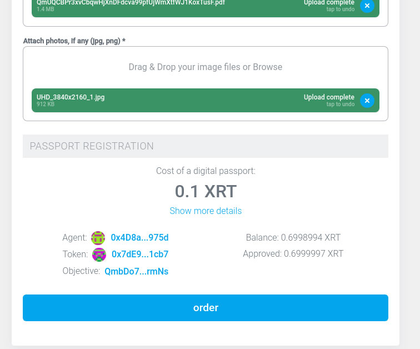 QmUQCBPr3xvCbqwHjXnDFdcva99pfUjWmXtfWJ1Kox1usF.pdf
Upload complete
1.4 MB
tap to undo
Attach photos, if any (jpg, png) *
Drag & Drop your image files or Browse
UHD_3840x2160_1.jpg
Upload complete
912 KB
tap to undo
PASSPORT REGISTRATION
Cost of a digital passport:
0.1 XRT
Show more details
Agent: 0x4D8a...975d
Balance: 0.6998994 XRT
Token: 0x7dE9...1cb7
Approved: 0.6999997 XRT
Objective: QmbDo7...rmNs
order